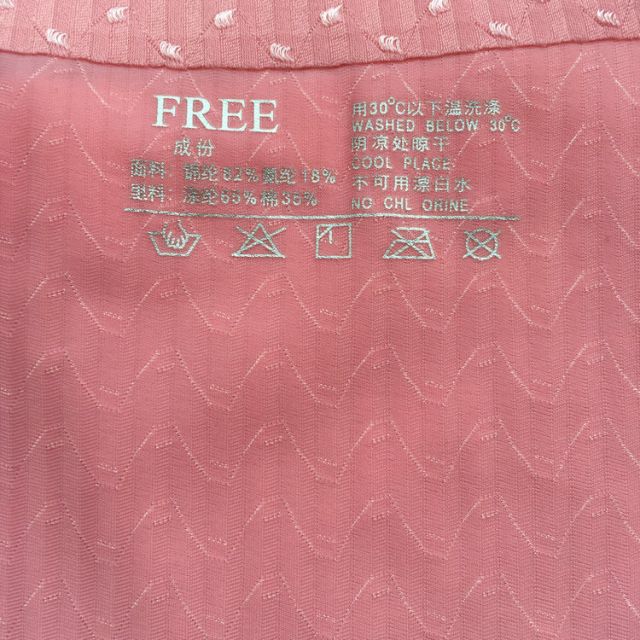 FREE
成份
面料：锦纶82%氨纶18%
里料：涤纶65%棉35%
用30°C以下温洗涤
WASHED BELOW 30°C
阴凉处晾干
COOL PLACE
不可用漂白水
NO CHL ORINE